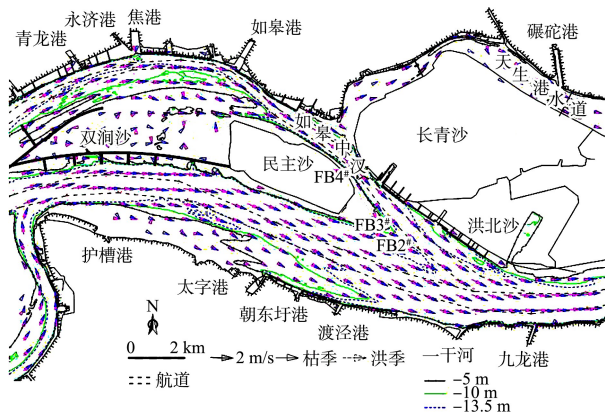 永济港
焦港
如皋港
碾砣港
青龙港
天生港水道
双涧沙
如皋中汊
长青沙
民主沙
FB4#
洪北沙
FB3#
FB2#
护槽港
太字港
朝东圩港
渡泾港
九龙港
N
0 2 km 2 m/s 枯季 洪季 一干河
航道
−5 m
−10 m
−13.5 m